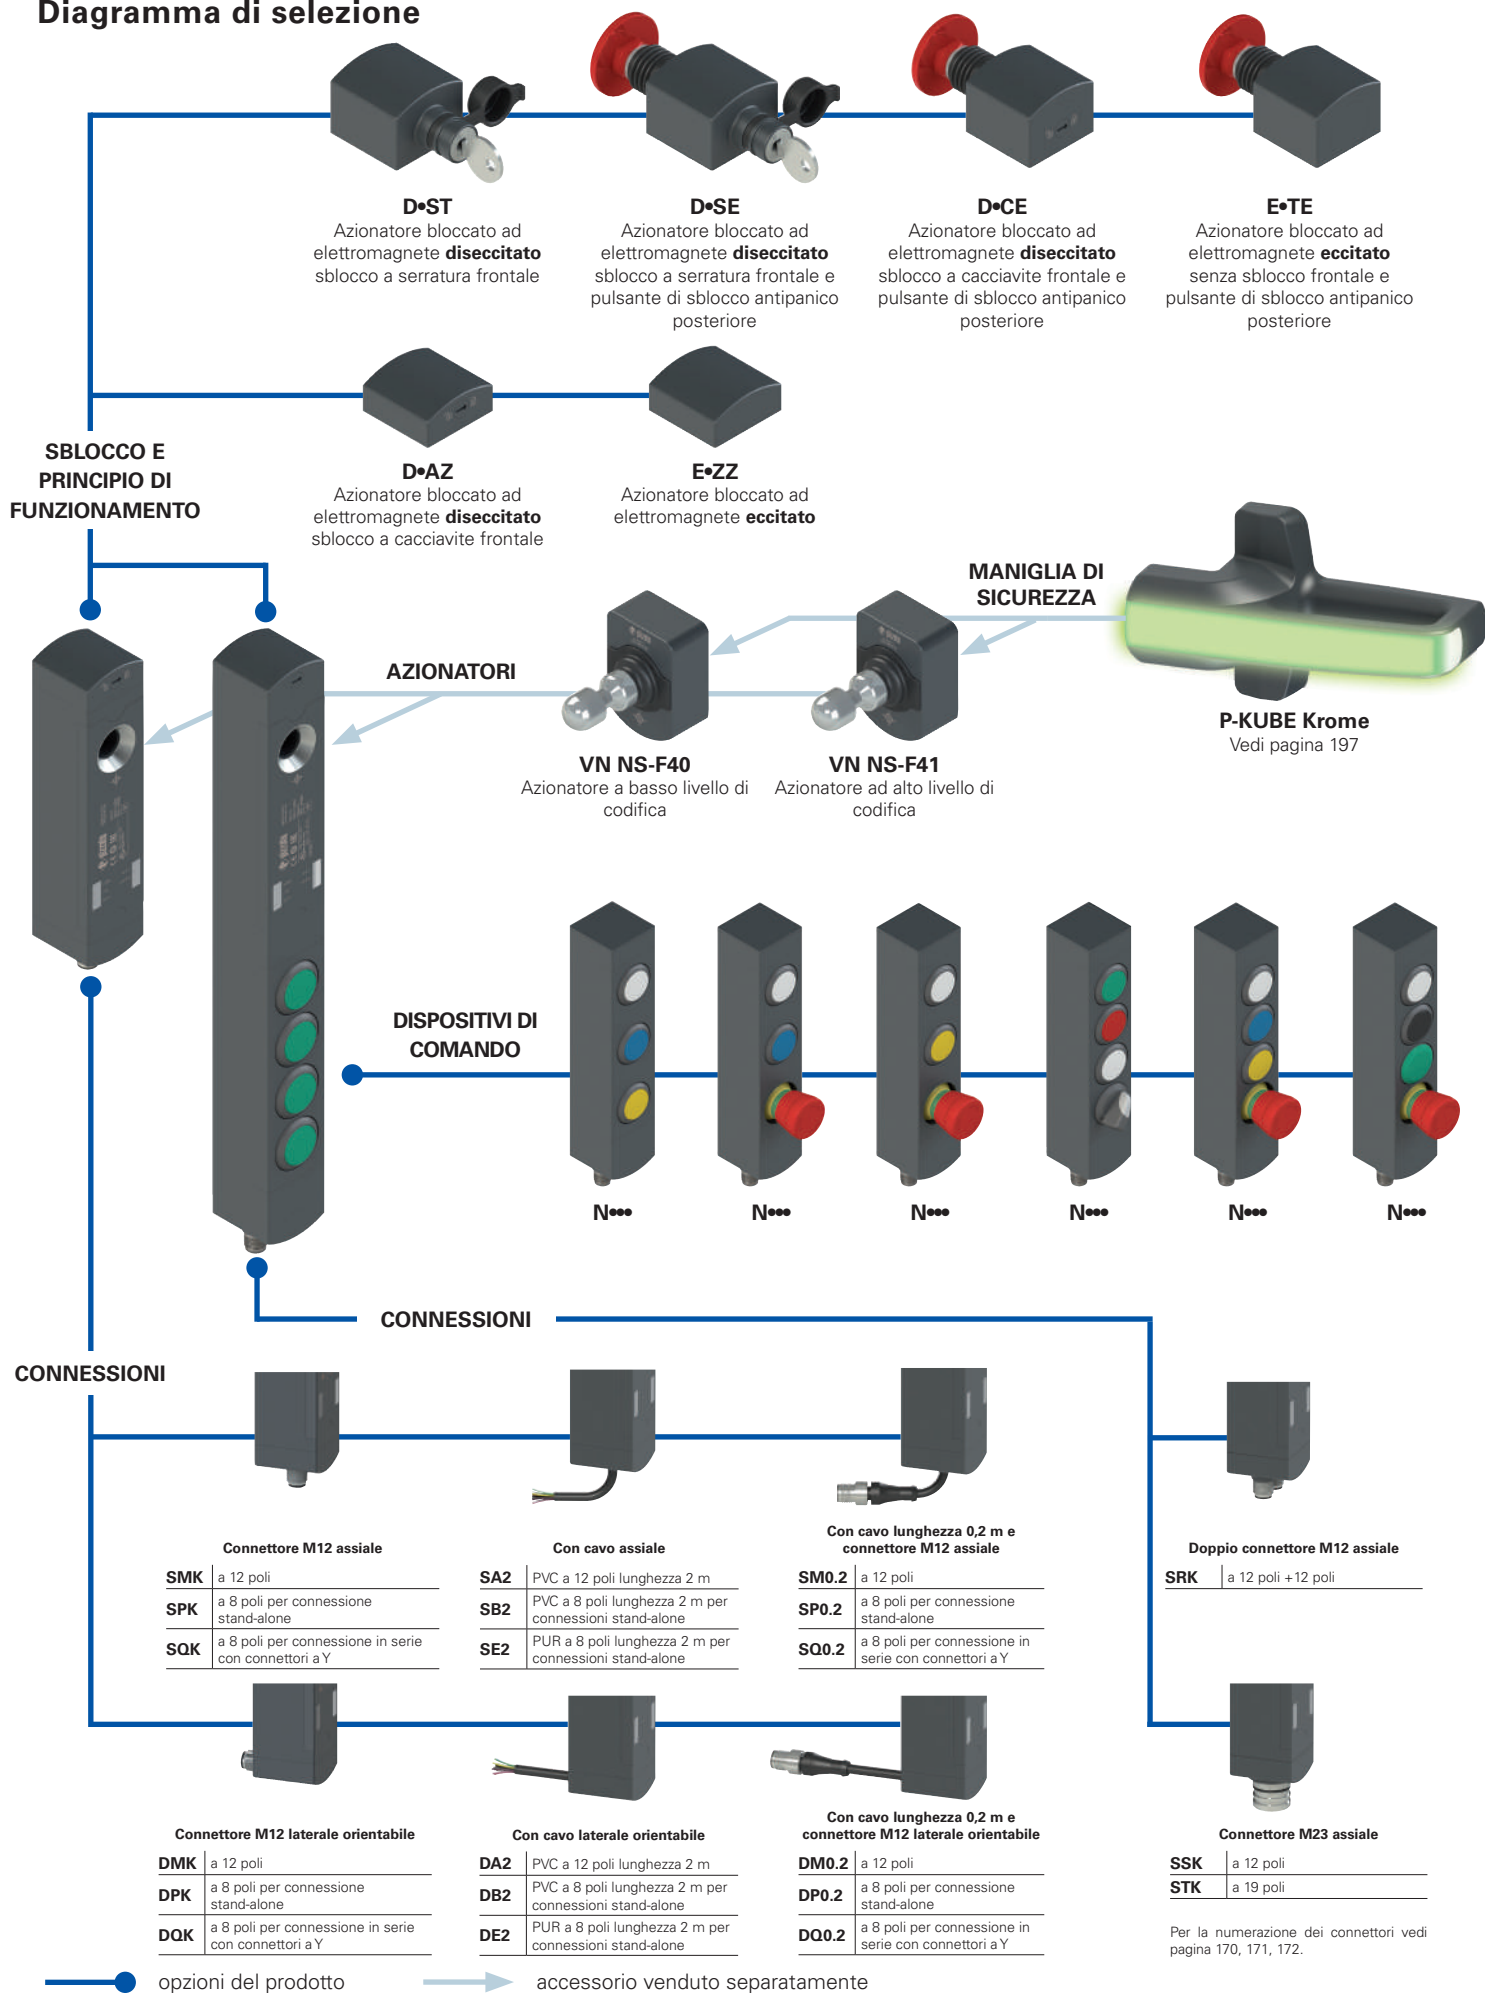 Diagramma di selezione
D•ST
Azionatore bloccato ad
elettromagnete diseccitato
sblocco a serratura frontale
D•SE
Azionatore bloccato ad
elettromagnete diseccitato
sblocco a serratura frontale e
pulsante di sblocco antipanico
posteriore
D•CE
Azionatore bloccato ad
elettromagnete diseccitato
sblocco a cacciavite frontale e
pulsante di sblocco antipanico
posteriore
E•TE
Azionatore bloccato ad
elettromagnete eccitato
senza sblocco frontale e
pulsante di sblocco antipanico
posteriore
SBLOCCO E
PRINCIPIO DI
FUNZIONAMENTO
D•AZ
Azionatore bloccato ad
elettromagnete diseccitato
sblocco a cacciavite frontale
E•ZZ
Azionatore bloccato ad
elettromagnete eccitato
MANIGLIA DI
SICUREZZA
AZIONATORI
P-KUBE Krome
Vedi pagina 197
VN NS-F40
Azionatore a basso livello di
codifica
VN NS-F41
Azionatore ad alto livello di
codifica
DISPOSITIVI DI
COMANDO
N•••
N•••
N•••
N•••
N•••
N•••
CONNESSIONI
CONNESSIONI
Connettore M12 assiale
SMK a 12 poli
SPK a 8 poli per connessione
stand-alone
SQK a 8 poli per connessione in serie
con connettori a Y
Con cavo assiale
SA2 PVC a 12 poli lunghezza 2 m
SB2 PVC a 8 poli lunghezza 2 m per
connessioni stand-alone
SE2 PUR a 8 poli lunghezza 2 m per
connessioni stand-alone
Con cavo lunghezza 0,2 m e
connettore M12 assiale
SM0.2 a 12 poli
SP0.2 a 8 poli per connessione
stand-alone
SQ0.2 a 8 poli per connessione in
serie con connettori a Y
Doppio connettore M12 assiale
SRK a 12 poli +12 poli
Connettore M12 laterale orientabile
DMK a 12 poli
DPK a 8 poli per connessione
stand-alone
DQK a 8 poli per connessione in serie
con connettori a Y
Con cavo laterale orientabile
DA2 PVC a 12 poli lunghezza 2 m
DB2 PVC a 8 poli lunghezza 2 m per
connessioni stand-alone
DE2 PUR a 8 poli lunghezza 2 m per
connessioni stand-alone
Con cavo lunghezza 0,2 m e
connettore M12 laterale orientabile
DM0.2 a 12 poli
DP0.2 a 8 poli per connessione
stand-alone
DQ0.2 a 8 poli per connessione in
serie con connettori a Y
Connettore M23 assiale
SSK a 12 poli
STK a 19 poli
Per la numerazione dei connettori vedi
pagina 170, 171, 172.
opzioni del prodotto
accessorio venduto separatamente